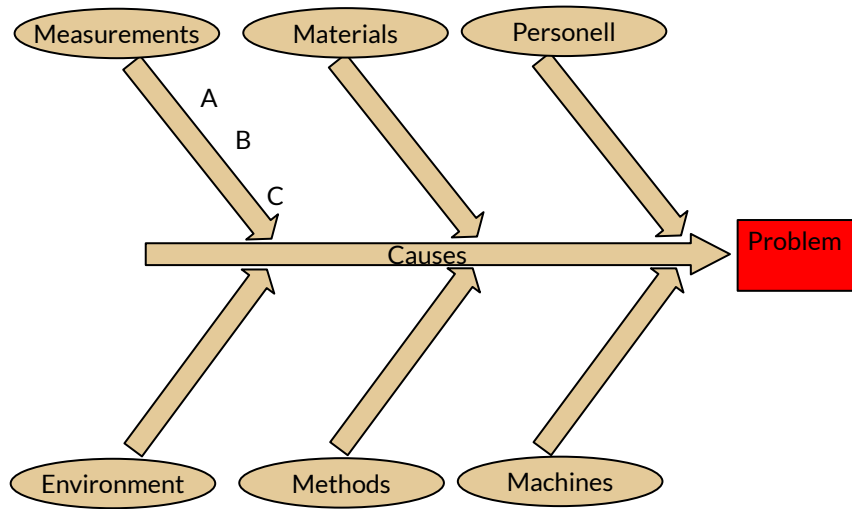 Measurements
Materials
Personell
A
B
C
Causes
Problem
Environment
Methods
Machines